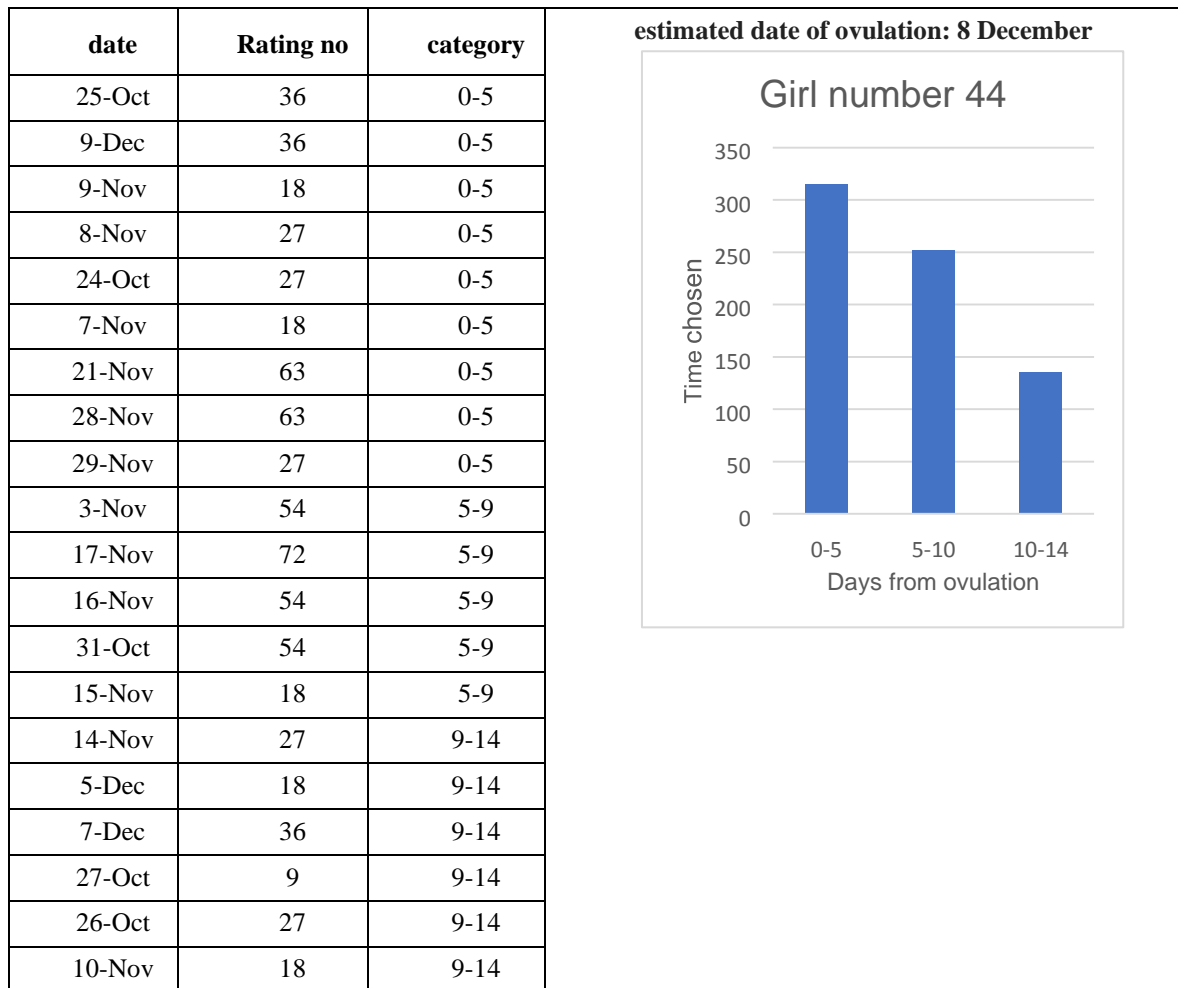 date Rating no category
25-Oct 36 0-5
9-Dec 36 0-5
9-Nov 18 0-5
8-Nov 27 0-5
24-Oct 27 0-5
7-Nov 18 0-5
21-Nov 63 0-5
28-Nov 63 0-5
29-Nov 27 0-5
3-Nov 54 5-9
17-Nov 72 5-9
16-Nov 54 5-9
31-Oct 54 5-9
15-Nov 18 5-9
14-Nov 27 9-14
5-Dec 18 9-14
7-Dec 36 9-14
27-Oct 9 9-14
26-Oct 27 9-14
10-Nov 18 9-14
estimated date of ovulation: 8 December
Girl number 44
Time chosen
350
300
250
200
150
100
50
0
0-5 5-10 10-14
Days from ovulation